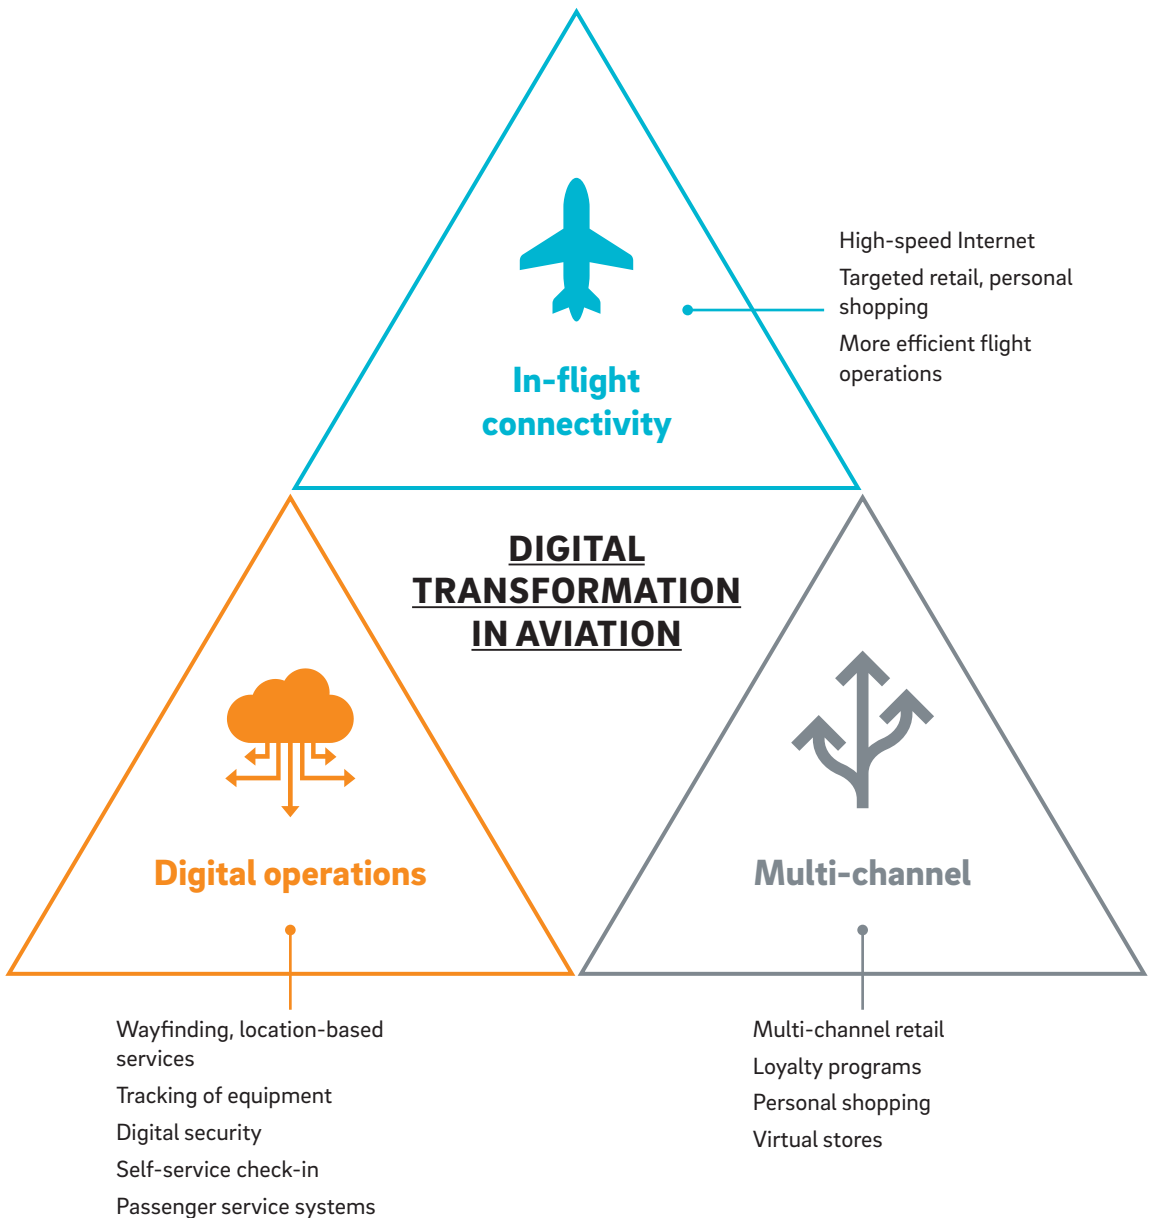 High-speed Internet
Targeted retail, personal
shopping
More efficient flight
operations
In-flight
connectivity
DIGITAL
TRANSFORMATION
IN AVIATION
Digital operations
Multi-channel
Wayfinding, location-based
services
Tracking of equipment
Digital security
Self-service check-in
Passenger service systems
Multi-channel retail
Loyalty programs
Personal shopping
Virtual stores